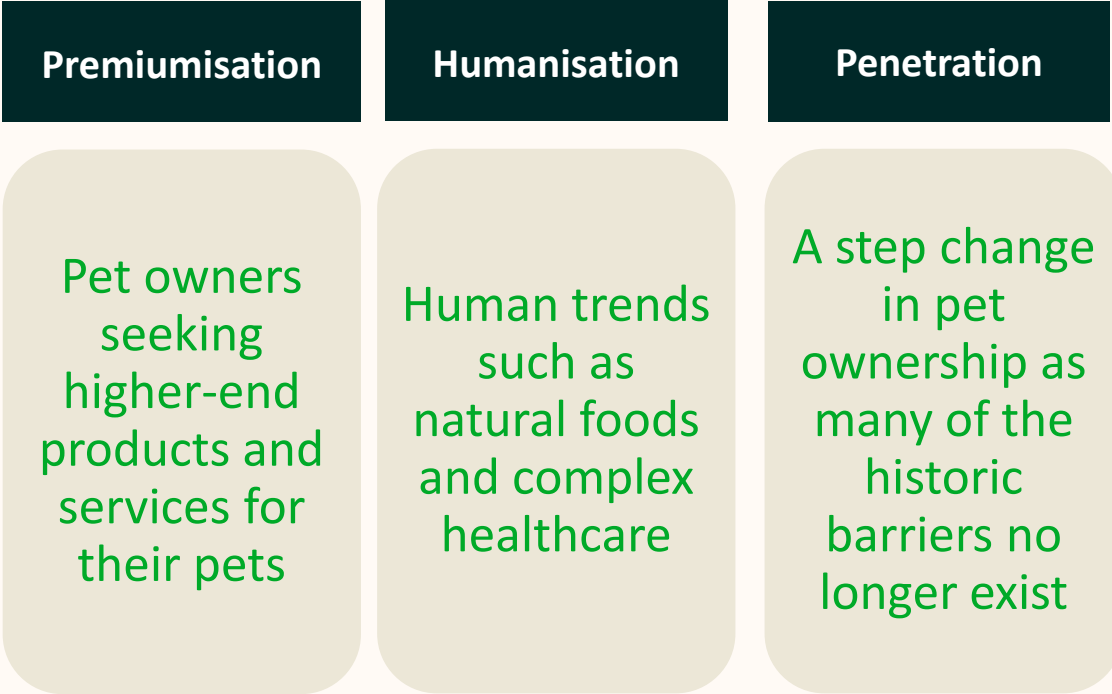 Premiumisation
Pet owners
seeking
higher-end
products and
services for
their pets
Humanisation
Human trends
such as
natural foods
and complex
healthcare
Penetration
A step change
in pet
ownership as
many of the
historic
barriers no
longer exist